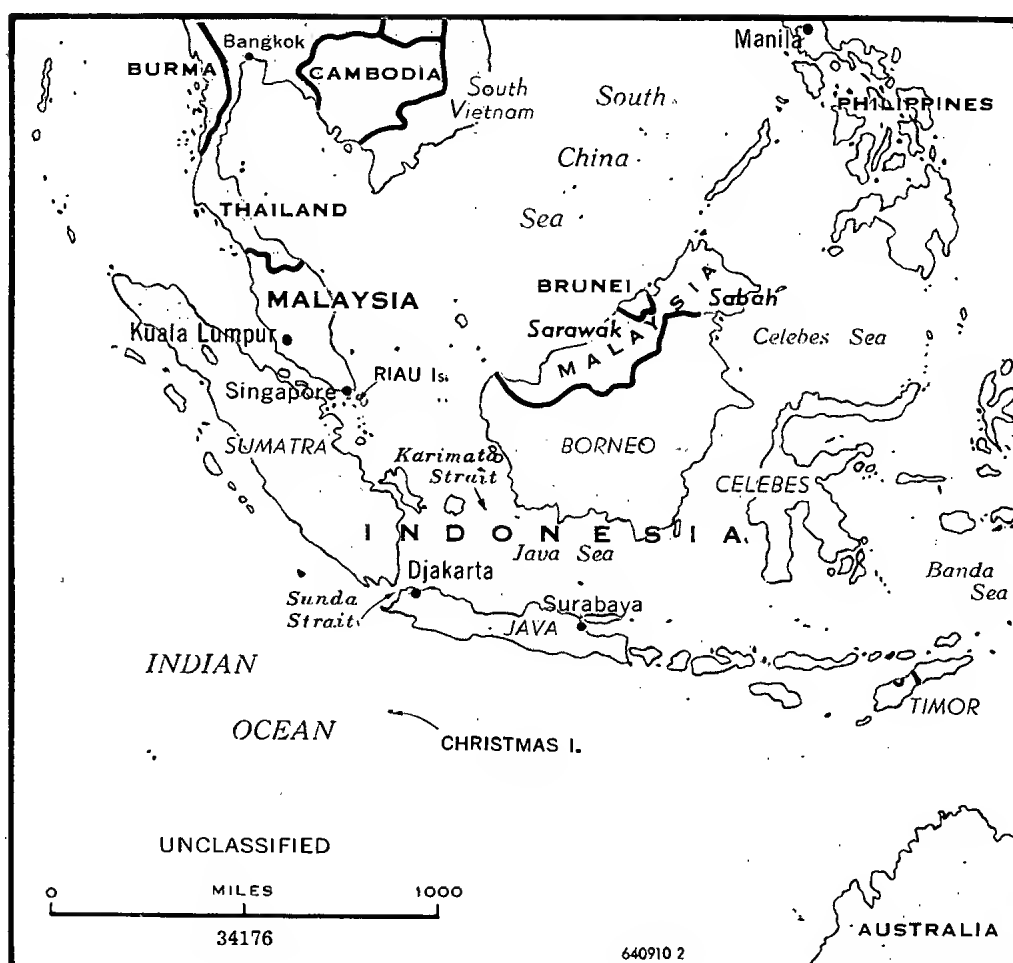 Bangkok
BURMA
CAMBODIA
South
Vietnam
South
China
Sea
Manila
PHILIPPINES
THAILAND
MALAYSIA
Kuala Lumpur
Singapore
RIAU Is.
BRUNEI
Sabah
Sarawak
MALAYSIA
Celebes Sea
SUMATRA
BORNEO
Karimata
Strait
CELEBES
INDONESIA
Java Sea
Djakarta
Sunda
Strait
Surabaya
JAVA
Banda
Sea
INDIAN
OCEAN
TIMOR
CHRISTMAS I.
UNCLASSIFIED
0 MILES 1000
34176
640910 2
AUSTRALIA